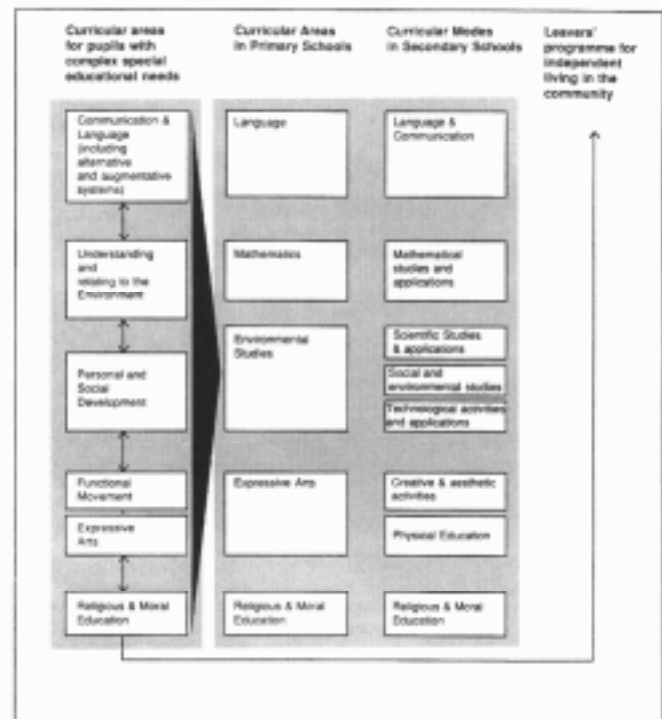 Curricular areas
for pupils with
complex special
educational needs
Curricular Areas
in Primary Schools
Curricular Modes
in Secondary Schools
Leavers'
programme for
independent
living in the
community
Communication &
Language
(including
alternative
and augmentative
systems)
Understanding
and
relating to the
Environment
Personal and
Social
Development
Functional
Movement
Expressive
Arts
Religious & Moral
Education
Language
Mathematics
Environmental
Studies
Expressive Arts
Religious & Moral
Education
Language &
Communication
Mathematical
studies and
applications
Scientific Studies
& applications
Social and
environmental studies
Technological activities
and applications
Creative & aesthetic
activities
Physical Education
Religious & Moral
Education